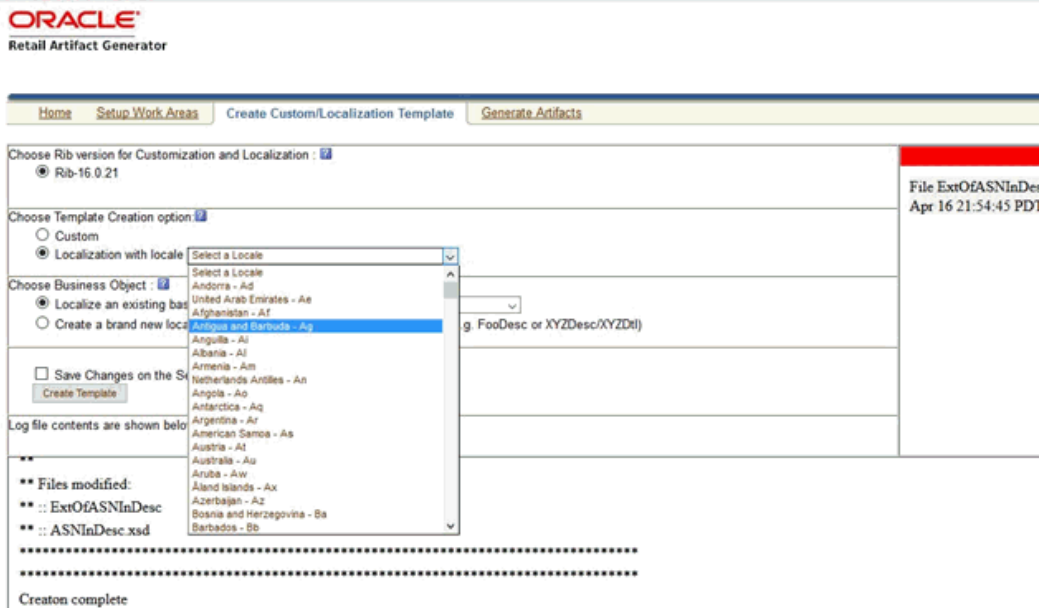 ORACLE
Retail Artifact Generator
Home Setup Work Areas Create Custom/Localization Template Generate Artifacts
Choose Rib version for Customization and Localization : ?
Rib-16.0.21
File ExtOfASNInDes
Apr 16 21:54:45 PDT
Choose Template Creation option: ?
Custom
Localization with locale Select a Locale
Select a Locale
Andorra - Ad
United Arab Emirates - Ae
Afghanistan - Af
Antigua and Barbuda - Ag
Anguilla - Ai
Albania - Al
Armenia - Am
Netherlands Antilles - An
Angola - Ao
Antarctica - Aq
Argentina - Ar
American Samoa - As
Austria - At
Australia - Au
Aruba - Aw
Åland Islands - Ax
Azerbaijan - Az
Bosnia and Herzegovina - Ba
Barbados - Bb
Choose Business Object : ?
Localize an existing bas
Create a brand new loca .g. FooDesc or XYZDesc/XYZDtl)
Save Changes on the Se
Create Template
Log file contents are shown belo
**
** Files modified:
** :: ExtOfASNInDesc
** :: ASNInDesc.xsd
*******************************************************************************
*******************************************************************************
Creaton complete